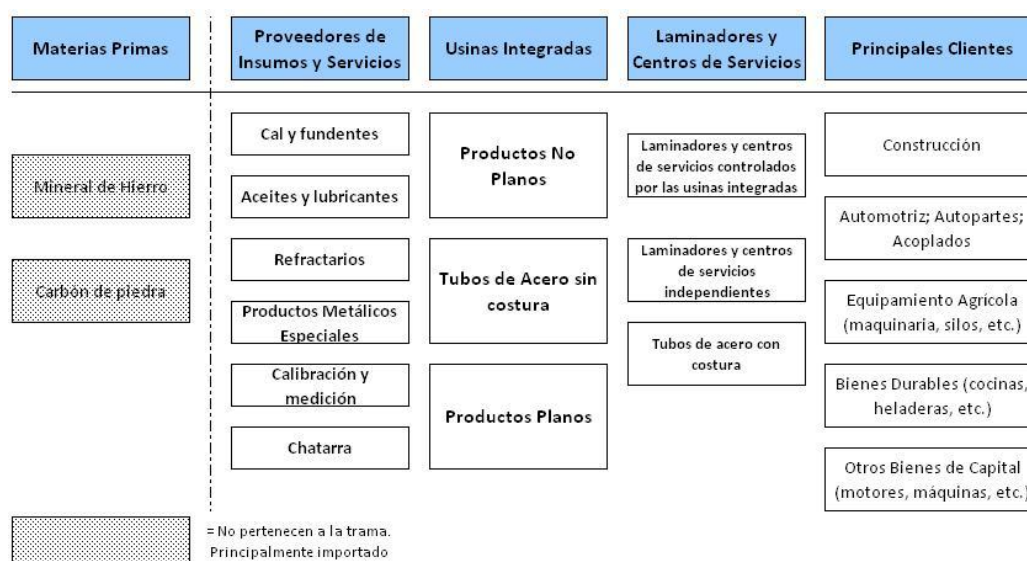 Materias Primas
Proveedores de
Insumos y Servicios
Usinas Integradas
Laminadores y
Centros de Servicios
Principales Clientes
Mineral de Hierro
Carbón de piedra
Cal y fundentes
Aceites y lubricantes
Refractarios
Productos Metálicos
Especiales
Calibración y
medición
Chatarra
Productos No
Planos
Tubos de Acero sin
costura
Productos Planos
Laminadores y centros
de servicios controlados
por las usinas integradas
Laminadores y centros
de servicios
independientes
Tubos de acero con
costura
Construcción
Automotriz; Autopartes;
Acoplados
Equipamiento Agrícola
(maquinaria, silos, etc.)
Bienes Durables (cocinas,
heladeras, etc.)
Otros Bienes de Capital
(motores, máquinas, etc.)
= No pertenecen a la trama.
Principalmente importado